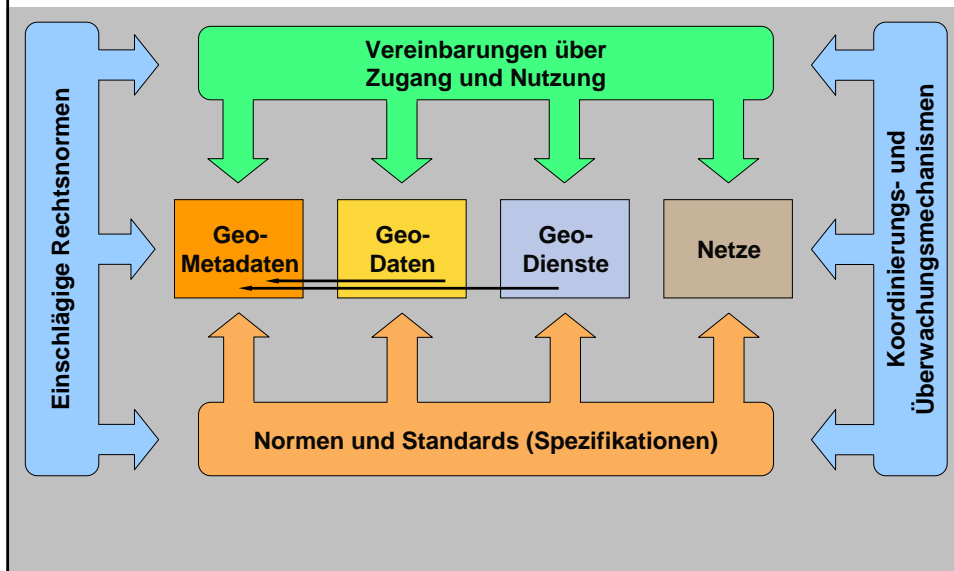 Vereinbarungen über
Zugang und Nutzung
Einschlägige Rechtsnormen
Geo-
Metadaten
Geo-
Daten
Geo-
Dienste
Netze
Koordinierungs- und
Überwachungsmechanismen
Normen und Standards (Spezifikationen)